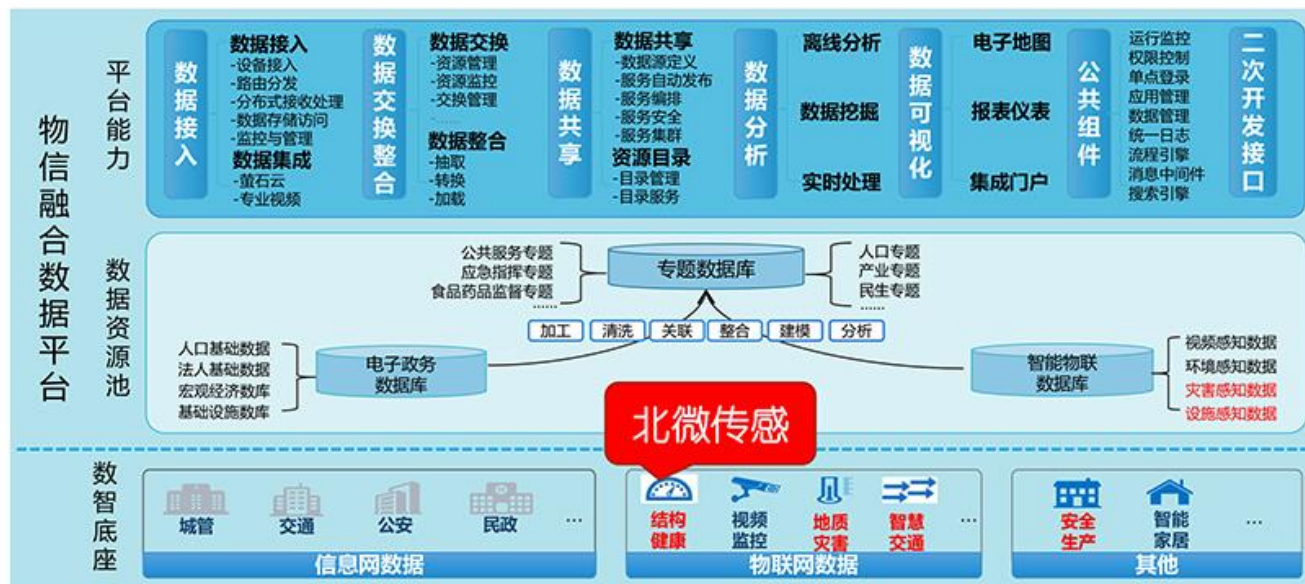 物信融合数据平台
平台能力
数据接入
数据接入
-设备接入
-路由分发
-分布式接收处理
-数据存储访问
-监控与管理
数据集成
-萤石云
-专业视频
数据交换整合
数据交换
-资源管理
-资源监控
-交换管理
......
数据整合
-抽取
-转换
-加载
数据共享
数据共享
-数据源定义
-服务自动发布
-服务编排
-服务安全
-服务集群
资源目录
-目录管理
-目录服务
数据分析
离线分析
数据挖掘
实时处理
数据可视化
电子地图
报表仪表
集成门户
公共组件
运行监控
权限控制
单点登录
应用管理
数据管理
统一日志
流程引擎
消息中间件
搜索引擎
二次开发接口
数据资源池
公共服务专题
应急指挥专题
食品药品监督专题
......
专题数据库
人口专题
产业专题
民生专题
......
加工
清洗
关联
整合
建模
分析
人口基础数据
法人基础数据
宏观经济数库
基础设施数库
电子政务
数据库
智能物联
数据库
视频感知数据
环境感知数据
灾害感知数据
设施感知数据
北微传感
数智底座
城管
交通
公安
民政
...
信息网数据
结构
健康
视频
监控
地质
灾害
智慧
交通
...
物联网数据
安全
生产
智能
家居
...
其他